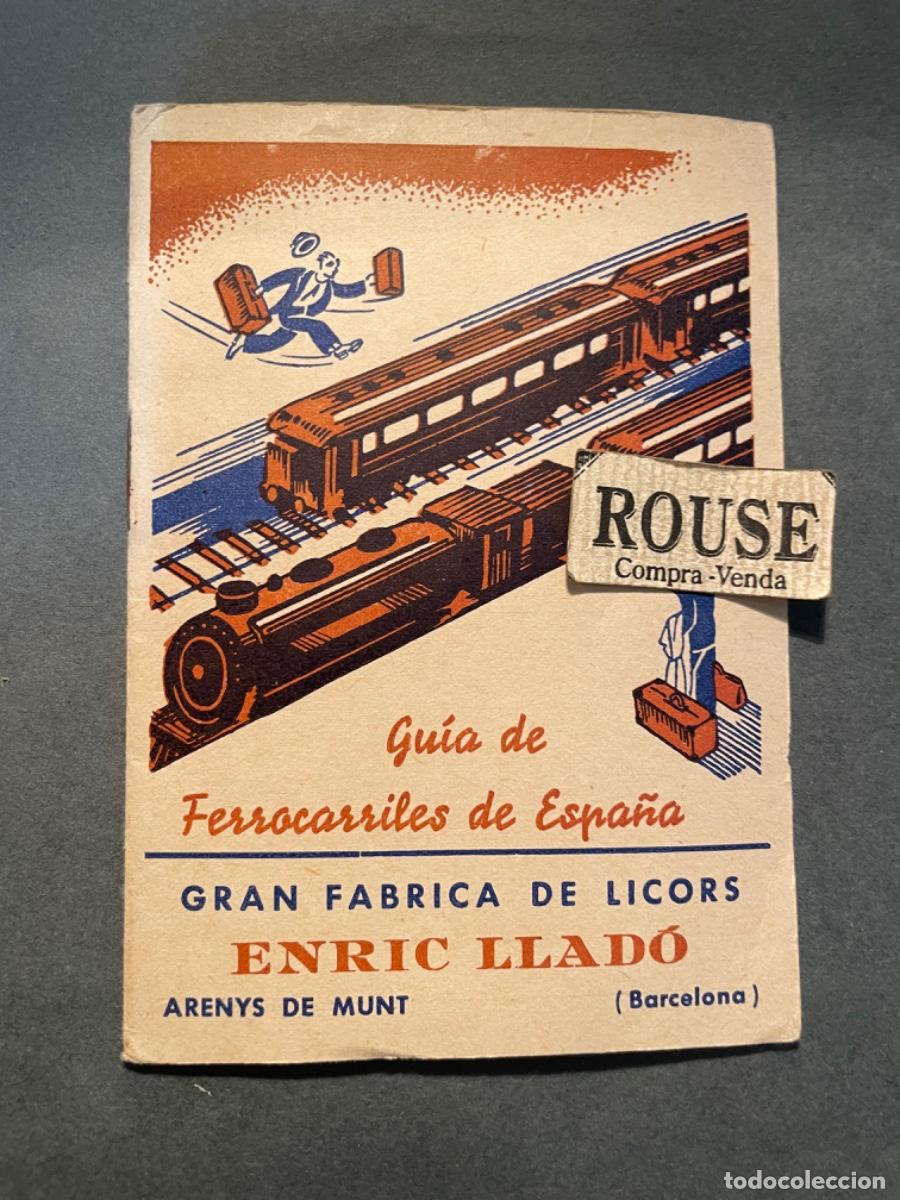 ROUSE
Compra - Venda
Guía de
Ferrocarriles de España
GRAN FABRICA DE LICORS
ENRIC LLADÓ
ARENYS DE MUNT (Barcelona)
todocoleccion